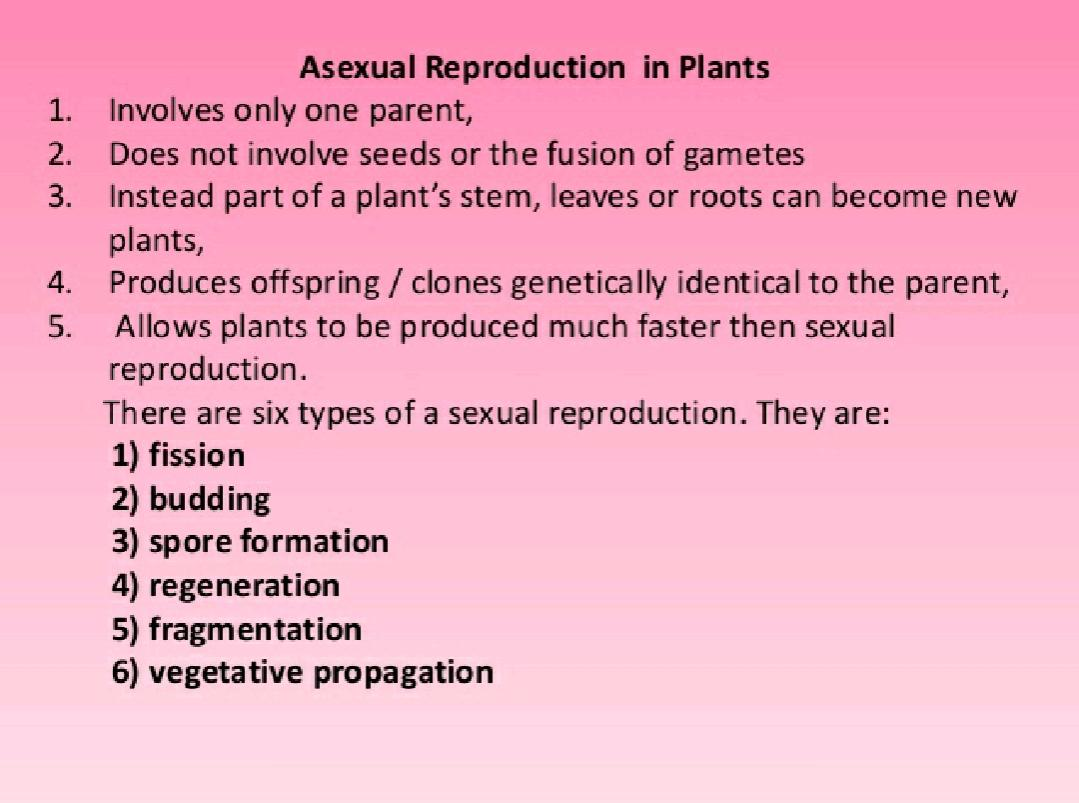 Asexual Reproduction in Plants
1. Involves only one parent,
2. Does not involve seeds or the fusion of gametes
3. Instead part of a plant's stem, leaves or roots can become new
plants,
4. Produces offspring / clones genetically identical to the parent,
5. Allows plants to be produced much faster then sexual
reproduction.
There are six types of a sexual reproduction. They are:
1) fission
2) budding
3) spore formation
4) regeneration
5) fragmentation
6) vegetative propagation